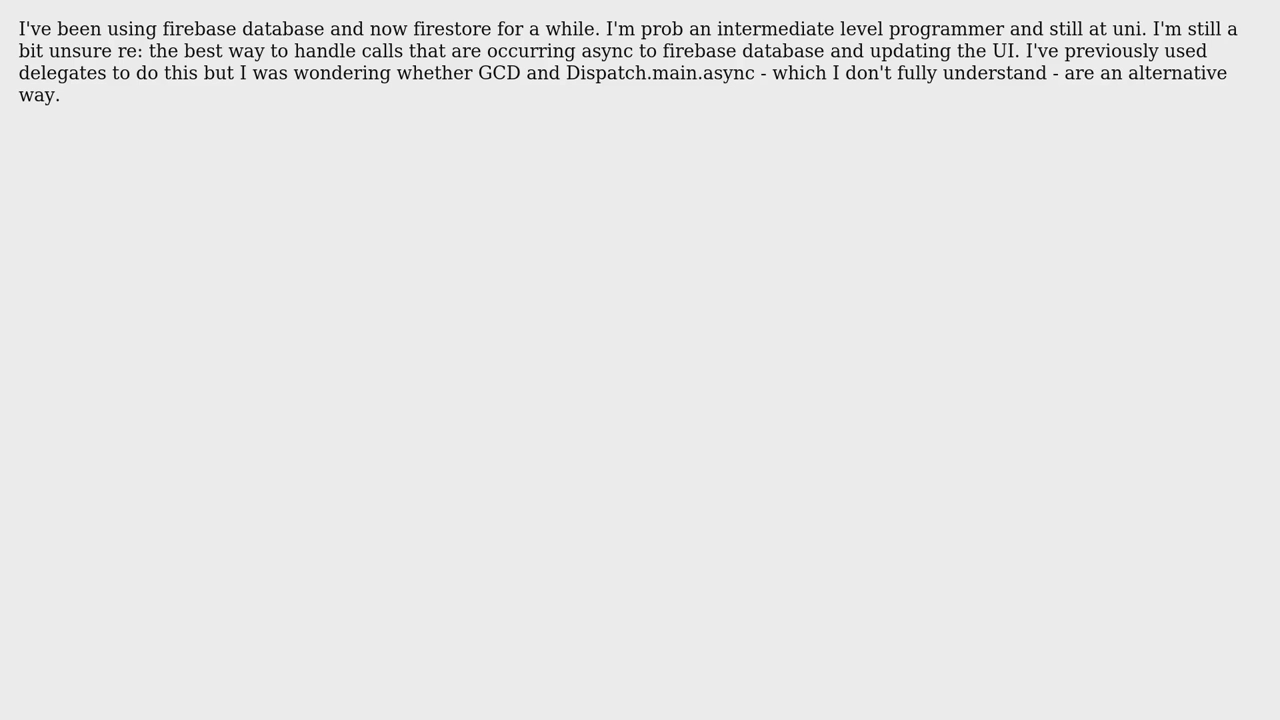 I've been using firebase database and now firestore for a while. I'm prob an intermediate level programmer and still at uni. I'm still a
bit unsure re: the best way to handle calls that are occurring async to firebase database and updating the UI. I've previously used
delegates to do this but I was wondering whether GCD and Dispatch.main.async - which I don't fully understand - are an alternative
way.